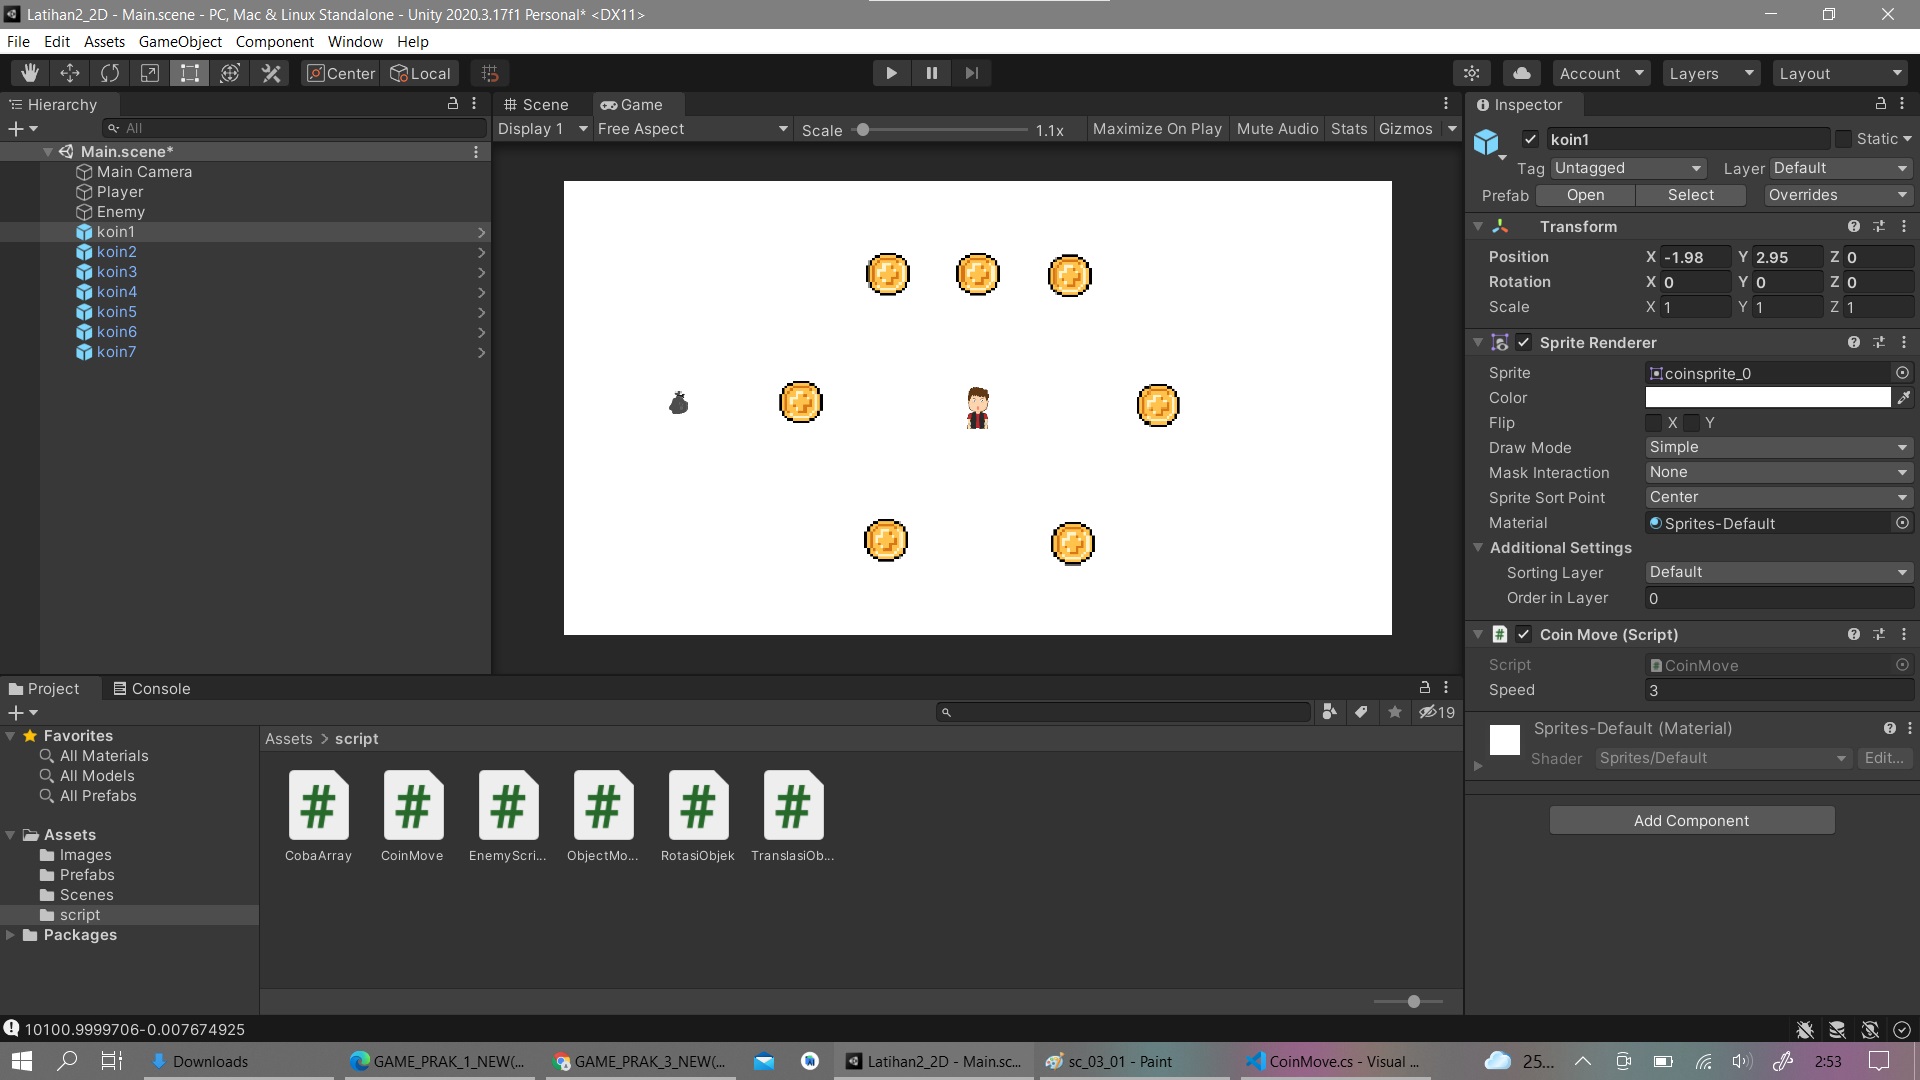 Latihan2_2D - Main.scene - PC, Mac & Linux Standalone - Unity 2020.3.17f1 Personal* <DX11>
File Edit Assets GameObject Component Window Help
Center Local Account Layers Layout
Hierarchy
All
Main.scene*
Main Camera
Player
Enemy
koin1
koin2
koin3
koin4
koin5
koin6
koin7
Scene Game
Display 1 Free Aspect Scale 1.1x Maximize On Play Mute Audio Stats Gizmos
Inspector
koin1 Static
Tag Untagged Layer Default
Prefab Open Select Overrides
Transform
Position X -1.98 Y 2.95 Z 0
Rotation X 0 Y 0 Z 0
Scale X 1 Y 1 Z 1
Sprite Renderer
Sprite coinsprite_0
Color
Flip X Y
Draw Mode Simple
Mask Interaction None
Sprite Sort Point Center
Material Sprites-Default
Additional Settings
Sorting Layer Default
Order in Layer 0
Coin Move (Script)
Script CoinMove
Speed 3
Sprites-Default (Material)
Shader Sprites/Default Edit...
Add Component
Project Console
19
Favorites
All Materials
All Models
All Prefabs
Assets
Images
Prefabs
Scenes
script
Packages
Assets > script
CobaArray CoinMove EnemyScri... ObjectMo... RotasiObjek TranslasiOb...
10100.9999706-0.007674925
Downloads GAME_PRAK_1_NEW(... GAME_PRAK_3_NEW(... Latihan2_2D - Main.sc... sc_03_01 - Paint CoinMove.cs - Visual ... 25... 2:53